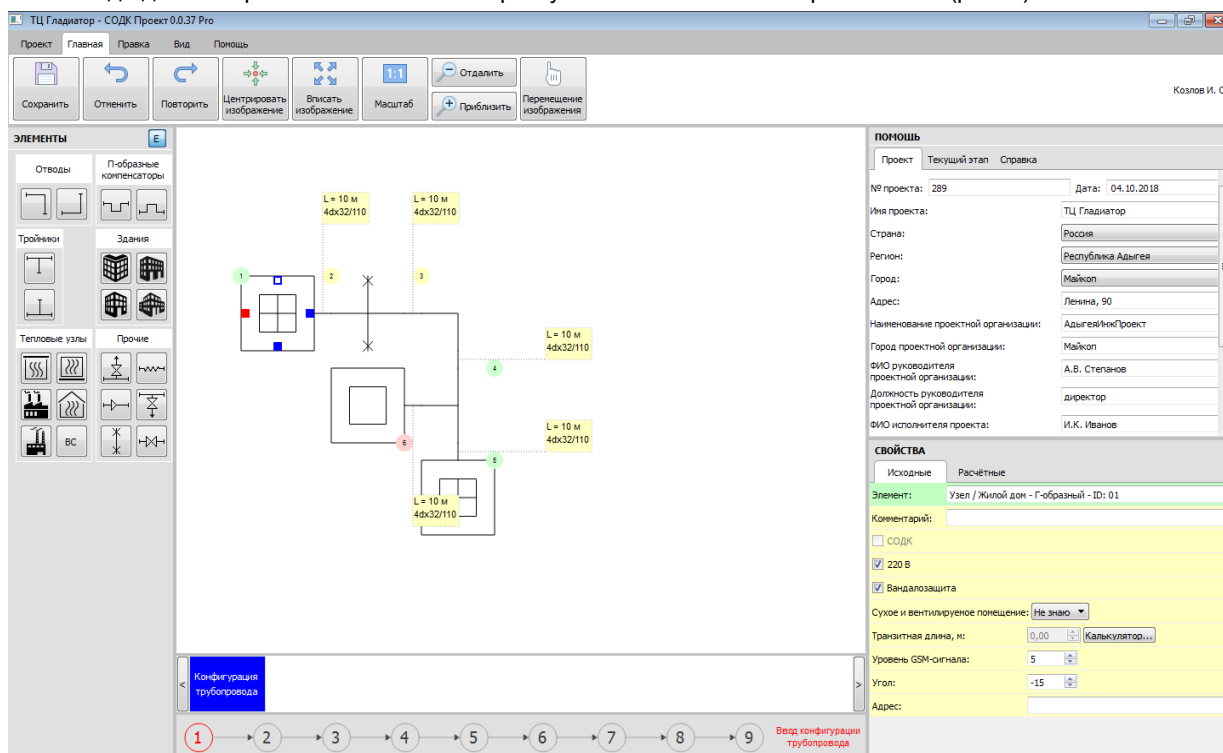 ТЦ Гладиатор - СОДК Проект 0.0.37 Pro
Проект Главная Правка Вид Помощь
Сохранить Отменить Повторить Центрировать изображение Вписать изображение 1:1 Масштаб Отдалить Приблизить Перемещение изображения
Козлов И. С
ЭЛЕМЕНТЫ E
Отводы П-образные компенсаторы
Тройники Здания
Тепловые узлы Прочие
ВС
L = 10 м
4dx32/110
L = 10 м
4dx32/110
1 2 3
L = 10 м
4dx32/110
4
L = 10 м
4dx32/110
6
5
L = 10 м
4dx32/110
< Конфигурация трубопровода >
1 2 3 4 5 6 7 8 9 Ввод конфигурации трубопровода
ПОМОЩЬ
Проект Текущий этап Справка
№ проекта: 289 Дата: 04.10.2018
Имя проекта: ТЦ Гладиатор
Страна: Россия
Регион: Республика Адыгея
Город: Майкоп
Адрес: Ленина, 90
Наименование проектной организации: АдыгеяИнжПроект
Город проектной организации: Майкоп
ФИО руководителя
проектной организации: А.В. Степанов
Должность руководителя
проектной организации: директор
ФИО исполнителя проекта: И.К. Иванов
СВОЙСТВА
Исходные Расчётные
Элемент: Узел / Жилой дом - Г-образный - ID: 01
Комментарий:
СОДК
220 В
Вандалозащита
Сухое и вентилируемое помещение: Не знаю
Транзитная длина, м: 0,00 Калькулятор...
Уровень GSM-сигнала: 5
Угол: -15
Адрес: